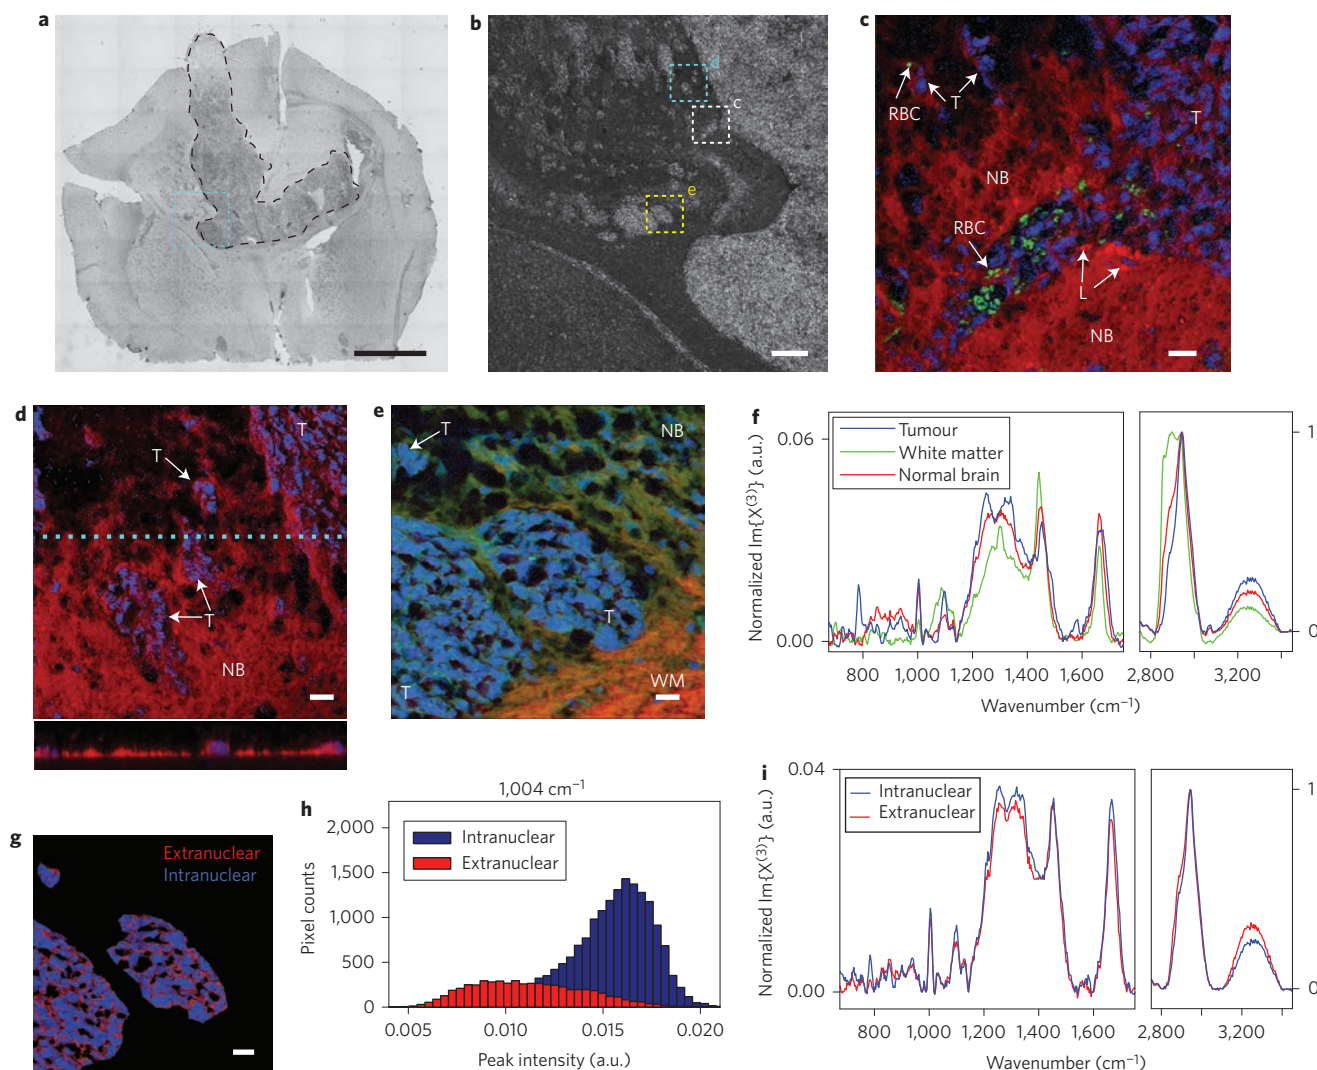 a
b
d
c
e
c
RBC
T
T
NB
RBC
L
NB
d
T
T
T
NB
e
T
NB
T
T
WM
f
0.06
0.00
Normalized Im{X(3)} (a.u.)
Tumour
White matter
Normal brain
800 1,000 1,200 1,400 1,600 2,800 3,200
1
0
Wavenumber (cm⁻¹)
g
Extranuclear
Intranuclear
h
1,004 cm⁻¹
Intranuclear
Extranuclear
2,000
1,500
1,000
500
0
Pixel counts
0.005 0.010 0.015 0.020
Peak intensity (a.u.)
i
0.04
0.00
Normalized Im{X(3)} (a.u.)
Intranuclear
Extranuclear
800 1,000 1,200 1,400 1,600 2,800 3,200
1
0
Wavenumber (cm⁻¹)